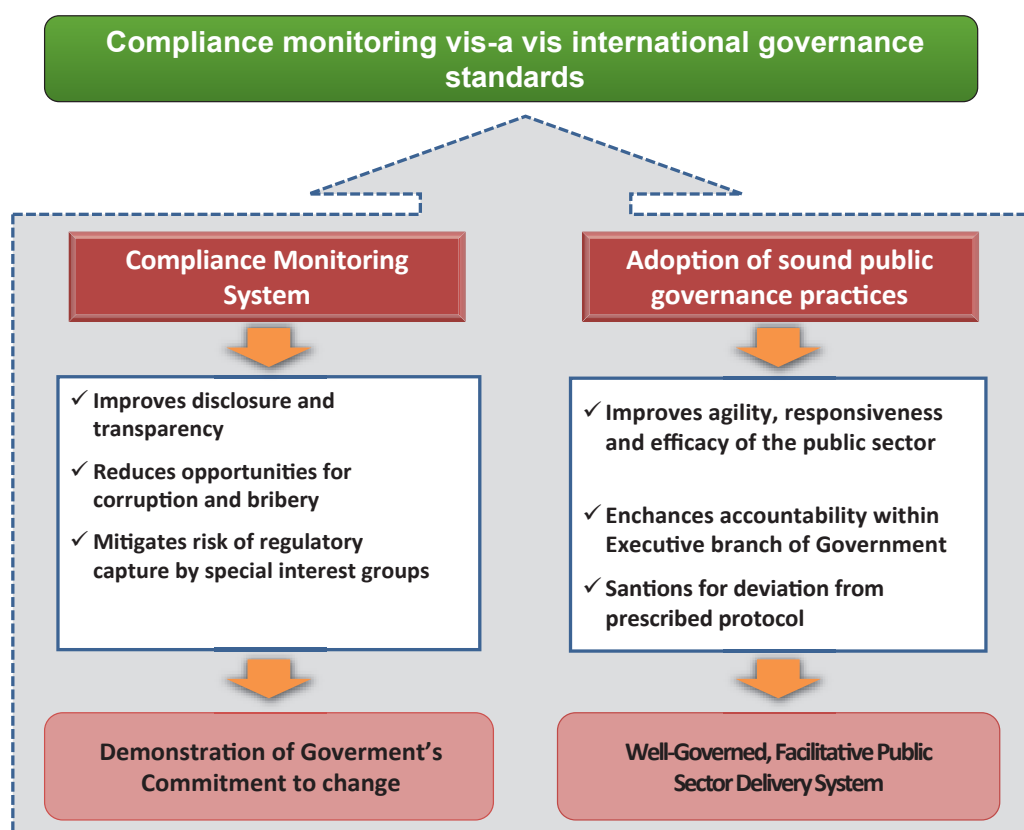 Compliance monitoring vis-a vis international governance
standards
Compliance Monitoring
System
✓ Improves disclosure and
transparency
✓ Reduces opportunities for
corruption and bribery
✓ Mitigates risk of regulatory
capture by special interest groups
Demonstration of Goverment's
Commitment to change
Adoption of sound public
governance practices
✓ Improves agility, responsiveness
and efficacy of the public sector
✓ Enchances accountability within
Executive branch of Government
✓ Santions for deviation from
prescribed protocol
Well-Governed, Facilitative Public
Sector Delivery System